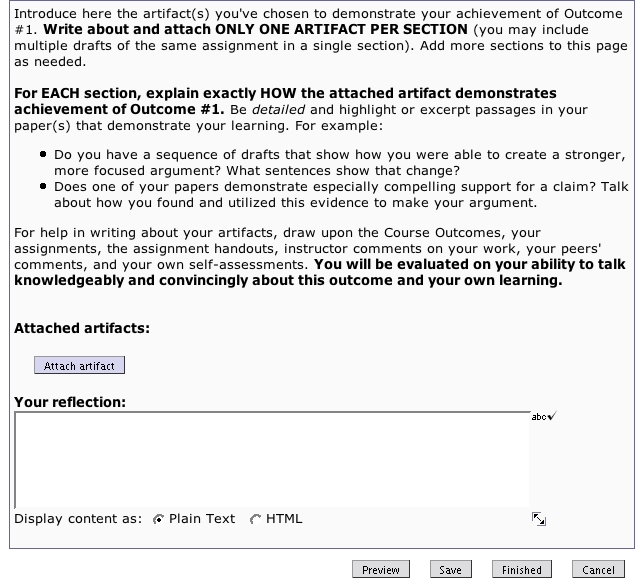 Introduce here the artifact(s) you've chosen to demonstrate your achievement of Outcome
#1. Write about and attach ONLY ONE ARTIFACT PER SECTION (you may include
multiple drafts of the same assignment in a single section). Add more sections to this page
as needed.
For EACH section, explain exactly HOW the attached artifact demonstrates
achievement of Outcome #1. Be detailed and highlight or excerpt passages in your
paper(s) that demonstrate your learning. For example:
Do you have a sequence of drafts that show how you were able to create a stronger,
more focused argument? What sentences show that change?
Does one of your papers demonstrate especially compelling support for a claim? Talk
about how you found and utilized this evidence to make your argument.
For help in writing about your artifacts, draw upon the Course Outcomes, your
assignments, the assignment handouts, instructor comments on your work, your peers'
comments, and your own self-assessments. You will be evaluated on your ability to talk
knowledgeably and convincingly about this outcome and your own learning.
Attached artifacts:
Attach artifact
Your reflection:
abc
Display content as: Plain Text HTML
Preview Save Finished Cancel